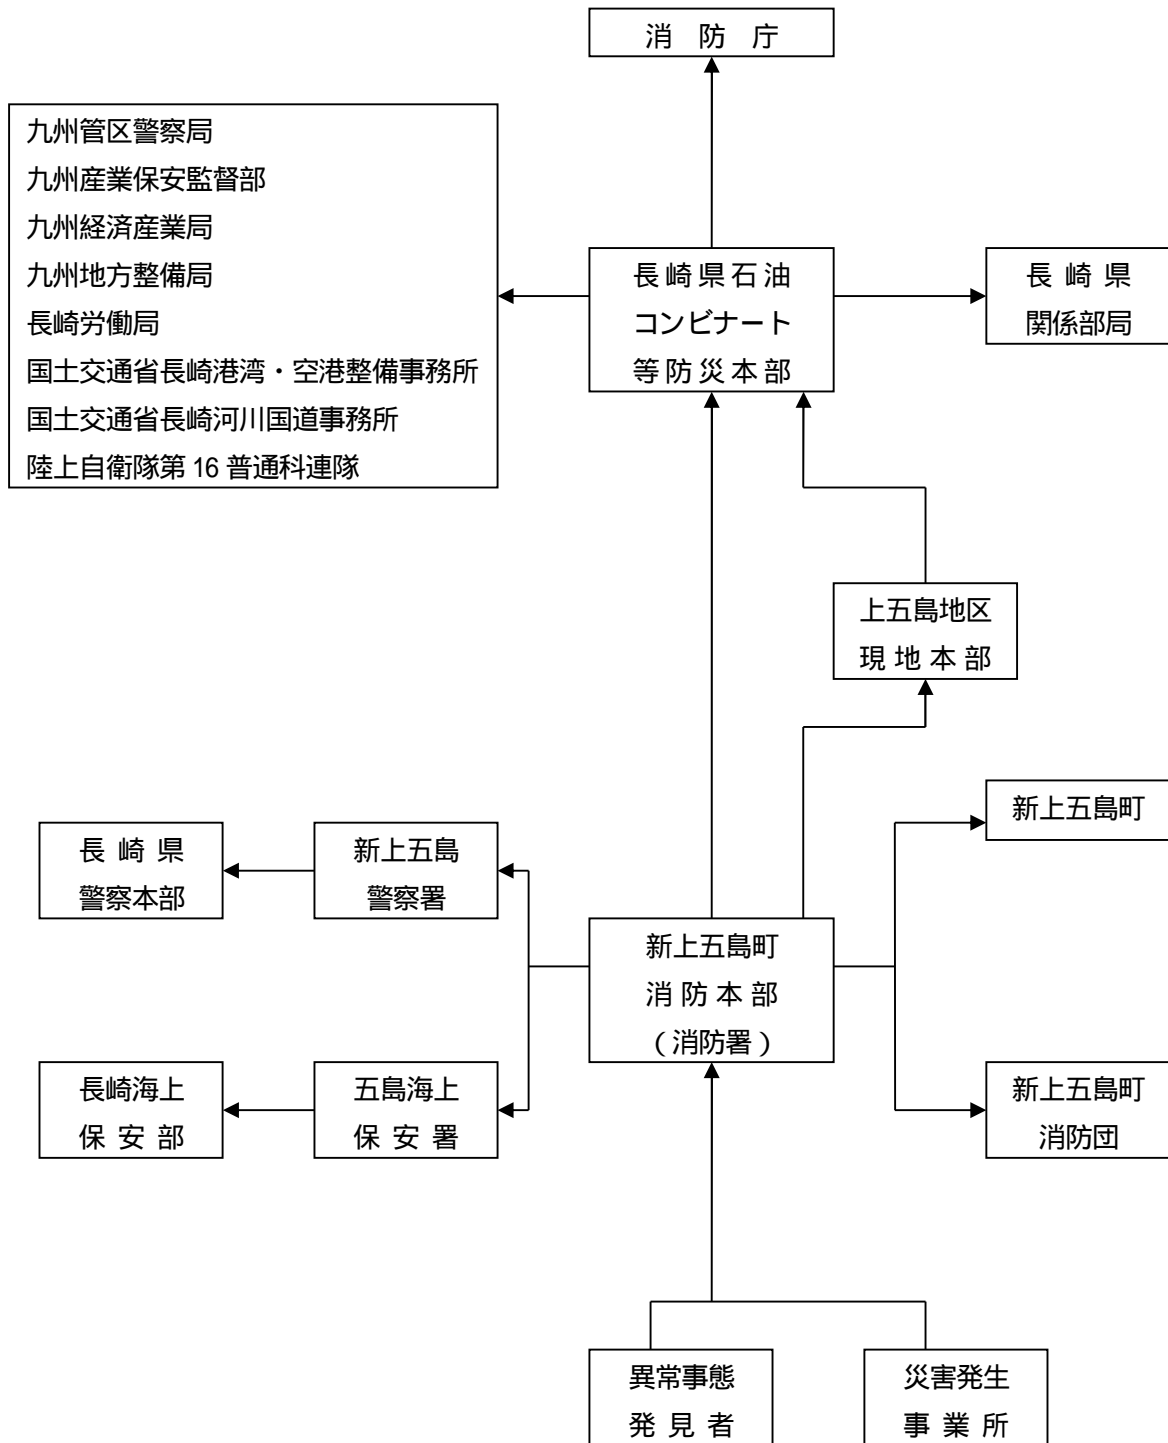 消防庁
九州管区警察局
九州産業保安監督部
九州経済産業局
九州地方整備局
長崎労働局
国土交通省長崎港湾・空港整備事務所
国土交通省長崎河川国道事務所
陸上自衛隊第16普通科連隊
長崎県石油
コンビナート
等防災本部
長崎県
関係部局
上五島地区
現地本部
新上五島町
長崎県
警察本部
新上五島
警察署
新上五島町
消防本部
（消防署）
長崎海上
保安部
五島海上
保安署
新上五島町
消防団
異常事態
発見者
災害発生
事業所